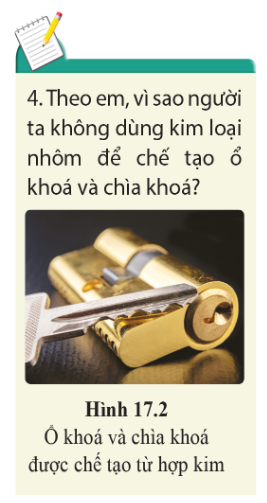 4. Theo em, vì sao người
ta không dùng kim loại
nhôm để chế tạo ổ
khoá và chìa khoá?
Hình 17.2
Ổ khoá và chìa khoá
được chế tạo từ hợp kim